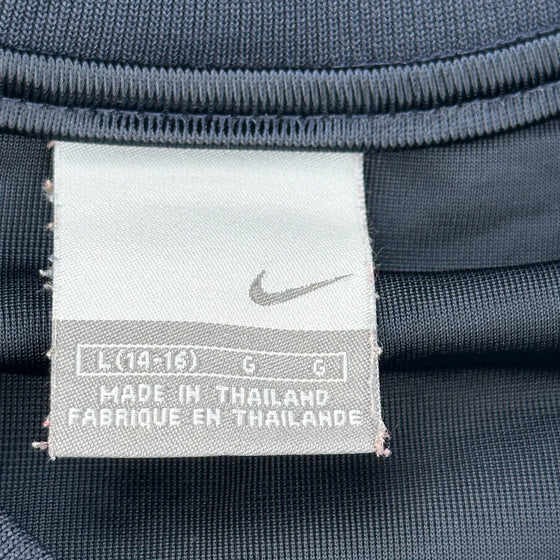 L(14-16) G G
MADE IN THAILAND
FABRIQUE EN THAILANDE